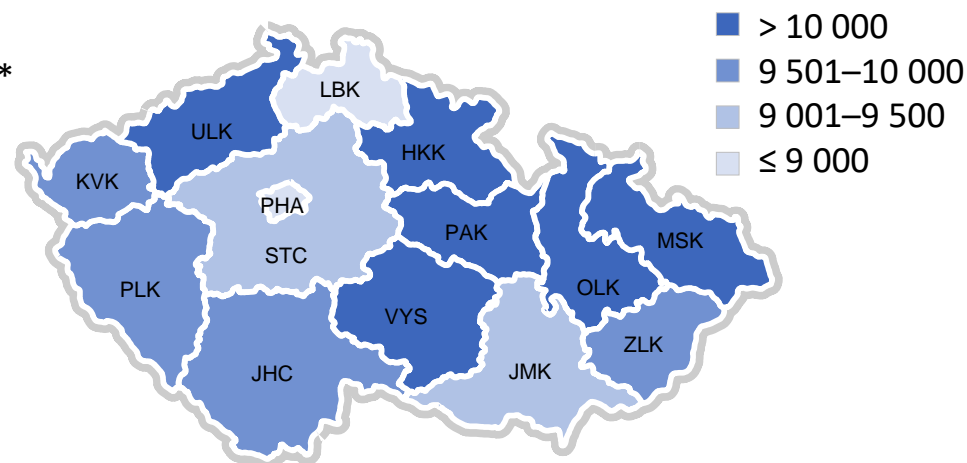 > 10 000
*
9 501–10 000
LBK
9 001–9 500
ULK
HKK
≤ 9 000
KVK
PHA
PAK
MSK
STC
PLK
OLK
VYS
ZLK
JHC
JMK